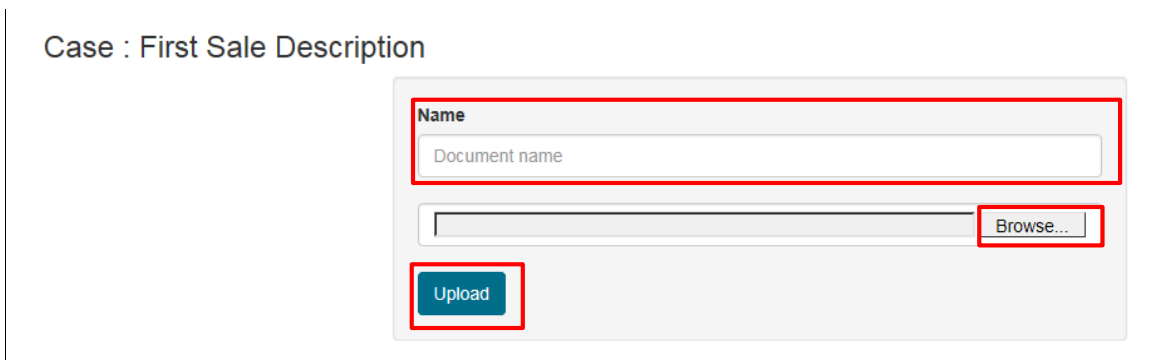 Case : First Sale Description
Name
Document name
Browse...
Upload